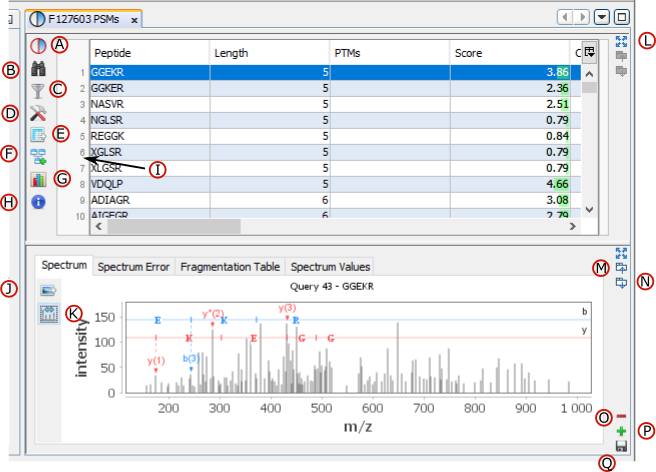 F127603 PSMs ×
A
L
Peptide Length PTMs Score C
B
1 GGEKR 5 3.86
C
2 GGKER 5 2.36
3 NASVR 5 2.51
D
4 NGLSR 5 0.79
E
5 REGGK 5 0.84
F
6 XGLSR 5 0.79
I
7 XLGSR 5 0.79
G
8 VDQLP 5 4.66
H
9 ADIAGR 6 3.08
10 AIGEGR 6 2.79
Spectrum Spectrum Error Fragmentation Table Spectrum Values
M
N
J
Query 43 - GGEKR
K
intensity
150
100
50
0
y*(2) y(3)
E K R b
K E G G y
y(1) b(3)
200 300 400 500 600 700 800 900 1 000
m/z
O
P
Q